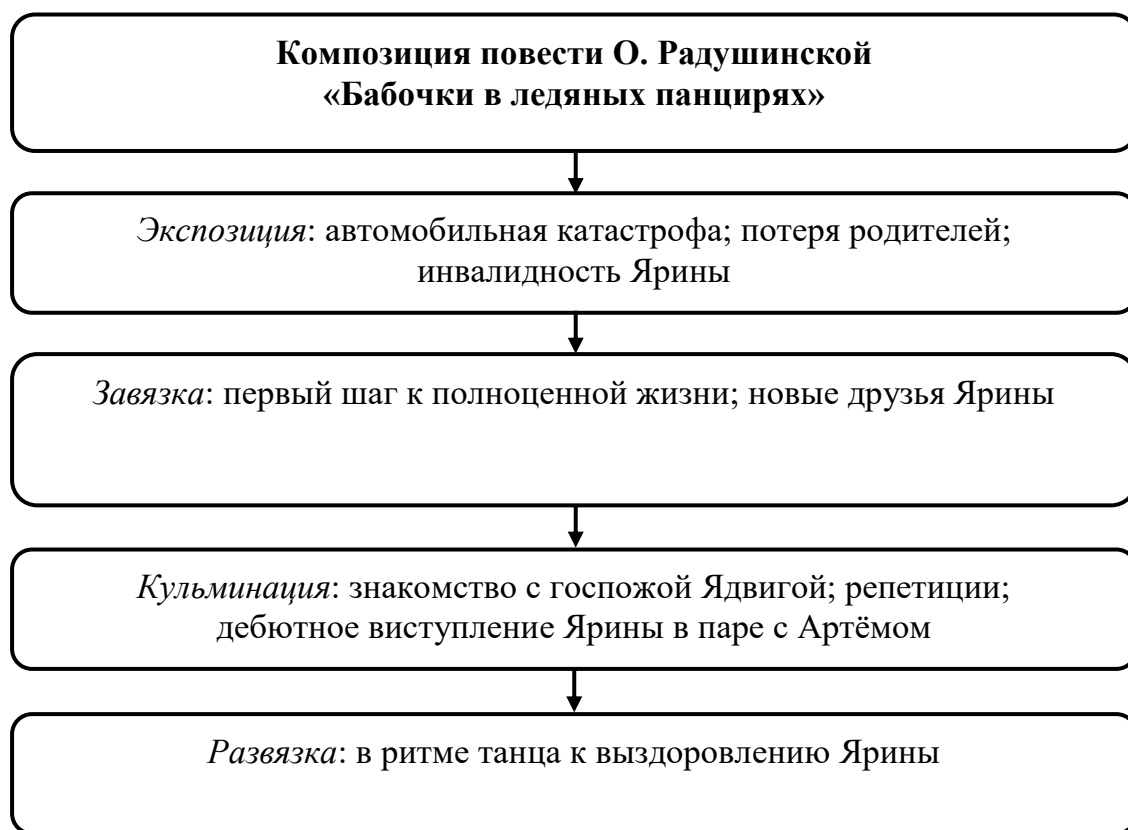 Композиция повести О. Радушинской
«Бабочки в ледяных панцирях»
Экспозиция: автомобильная катастрофа; потеря родителей;
инвалидность Ярины
Завязка: первый шаг к полноценной жизни; новые друзья Ярины
Кульминация: знакомство с госпожой Ядвигой; репетиции;
дебютное виступление Ярины в паре с Артёмом
Развязка: в ритме танца к выздоровлению Ярины